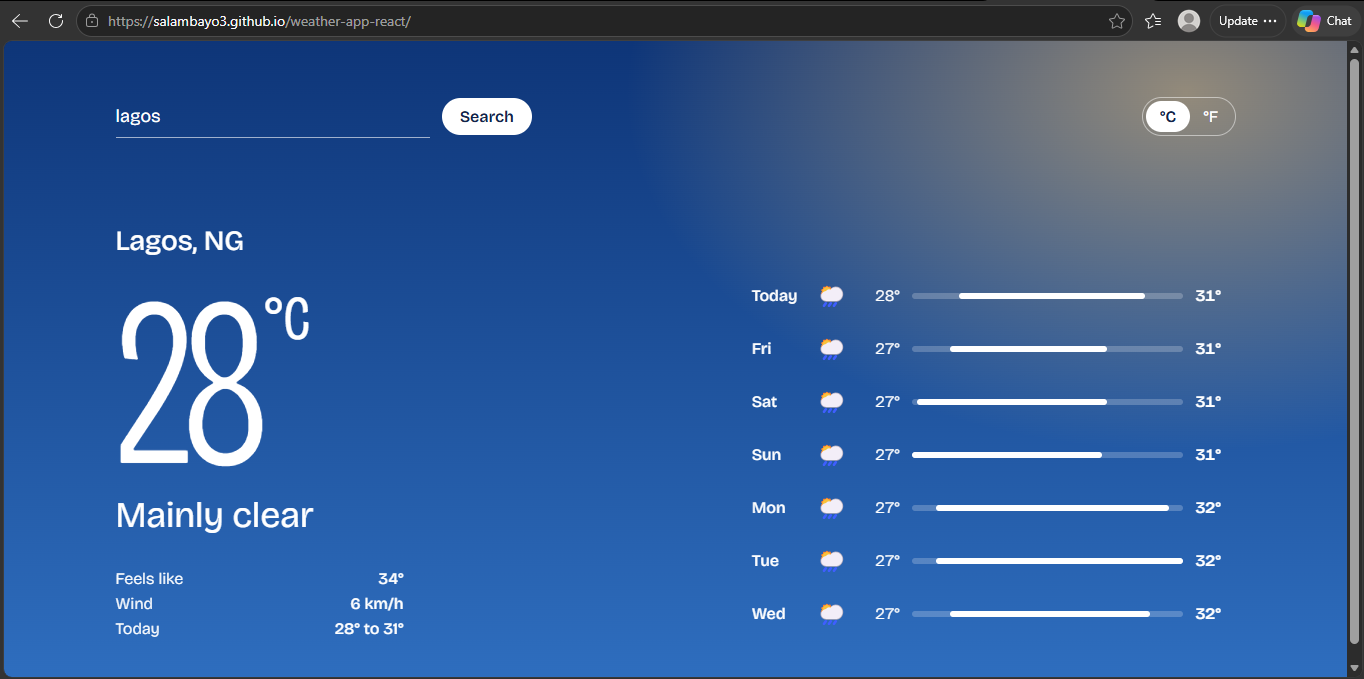 https://salambayo3.github.io/weather-app-react/
Update
Chat
lagos
Search
°C
°F
Lagos, NG
28°C
Mainly clear
Feels like 34°
Wind 6 km/h
Today 28° to 31°
Today 28° 31°
Fri 27° 31°
Sat 27° 31°
Sun 27° 31°
Mon 27° 32°
Tue 27° 32°
Wed 27° 32°